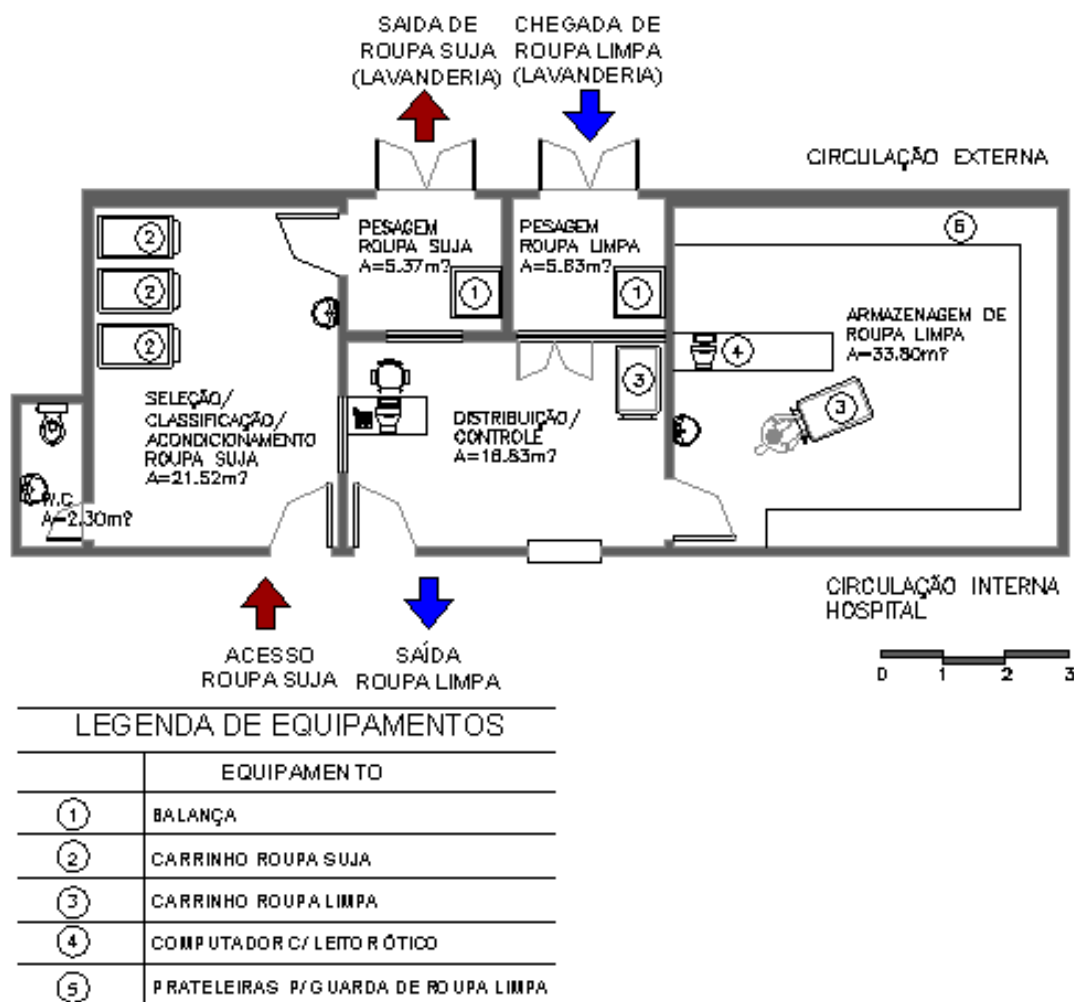 SAIDA DE
ROUPA SUJA
(LAVANDERIA)
CHEGADA DE
ROUPA LIMPA
(LAVANDERIA)
CIRCULAÇÃO EXTERNA
2
2
2
PESAGEM
ROUPA SUJA
A=5.37m?
1
PESAGEM
ROUPA LIMPA
A=5.63m?
1
5
ARMAZENAGEM DE
ROUPA LIMPA
A=33.80m?
4
3
3
SELEÇÃO/
CLASSIFICAÇÃO/
ACONDICIONAMENTO
ROUPA SUJA
A=21.52m?
DISTRIBUIÇÃO/
CONTROLE
A=16.83m?
W.C
A=2.30m?
CIRCULAÇÃO INTERNA
HOSPITAL
0 1 2 3
ACESSO
ROUPA SUJA
SAÍDA
ROUPA LIMPA
LEGENDA DE EQUIPAMENTOS
EQUIPAMENTO
1 BALANÇA
2 CARRINHO ROUPA SUJA
3 CARRINHO ROUPA LIMPA
4 COMPUTADOR C/ LEITOR ÓTICO
5 PRATELEIRAS P/ GUARDA DE ROUPA LIMPA